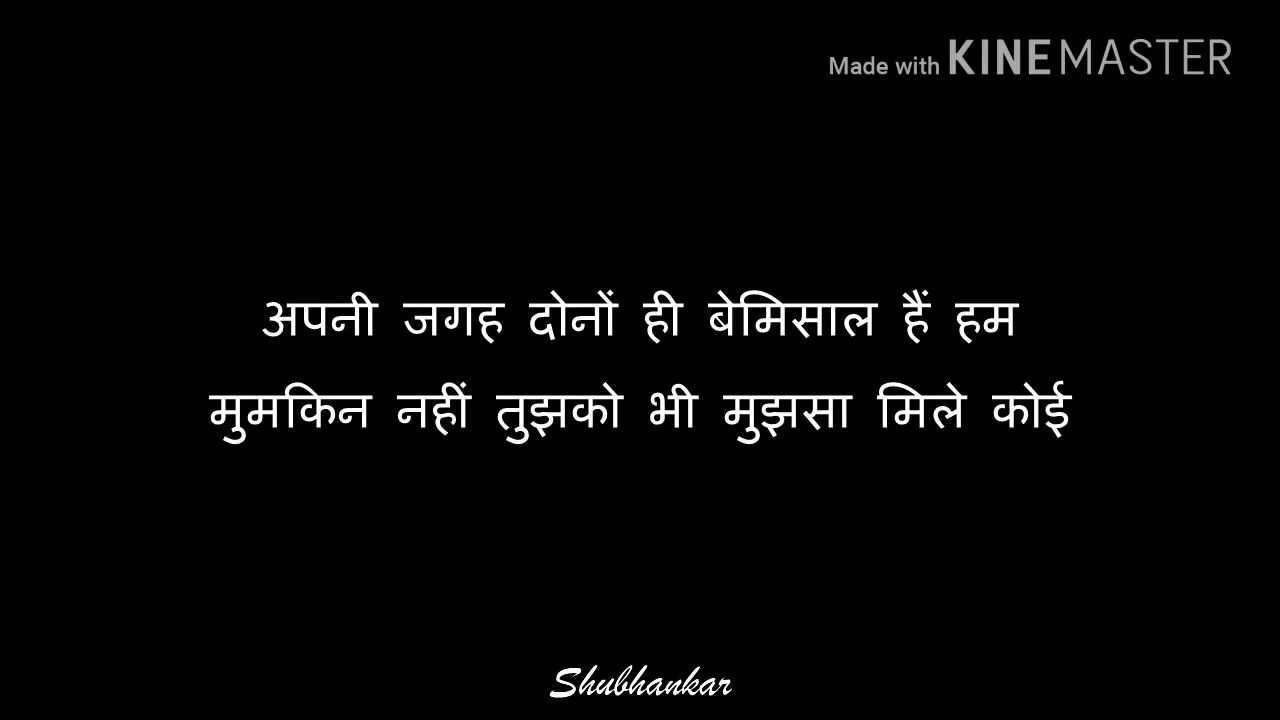 Made with KINEMASTER
अपनी जगह दोनों ही बेमिसाल हैं हम
मुमकिन नहीं तुझको भी मुझसा मिले कोई
Shubhankar